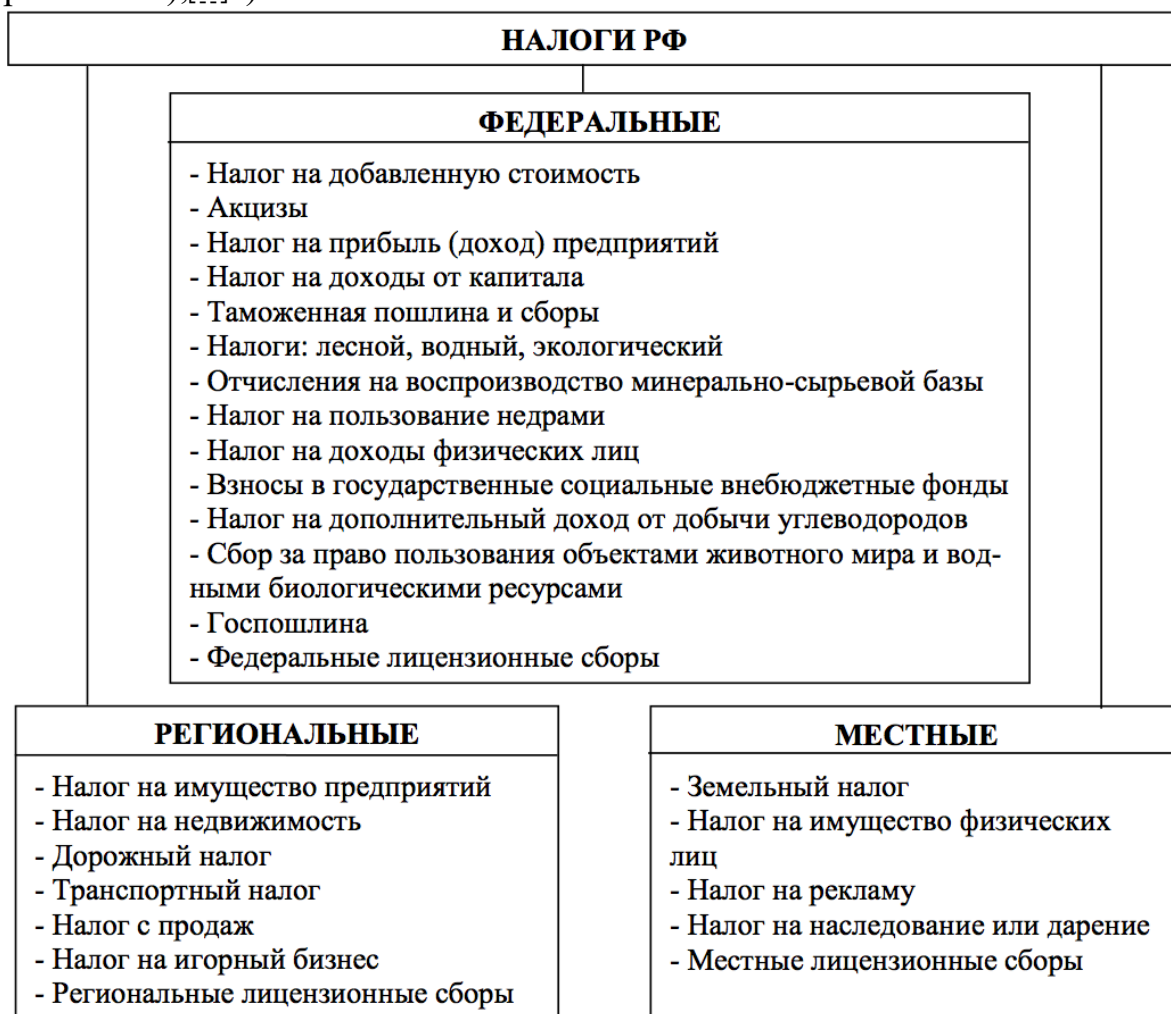 НАЛОГИ РФ
ФЕДЕРАЛЬНЫЕ
- Налог на добавленную стоимость
- Акцизы
- Налог на прибыль (доход) предприятий
- Налог на доходы от капитала
- Таможенная пошлина и сборы
- Налоги: лесной, водный, экологический
- Отчисления на воспроизводство минерально-сырьевой базы
- Налог на пользование недрами
- Налог на доходы физических лиц
- Взносы в государственные социальные внебюджетные фонды
- Налог на дополнительный доход от добычи углеводородов
- Сбор за право пользования объектами животного мира и вод-
ными биологическими ресурсами
- Госпошлина
- Федеральные лицензионные сборы
РЕГИОНАЛЬНЫЕ
- Налог на имущество предприятий
- Налог на недвижимость
- Дорожный налог
- Транспортный налог
- Налог с продаж
- Налог на игорный бизнес
- Региональные лицензионные сборы
МЕСТНЫЕ
- Земельный налог
- Налог на имущество физических
лиц
- Налог на рекламу
- Налог на наследование или дарение
- Местные лицензионные сборы